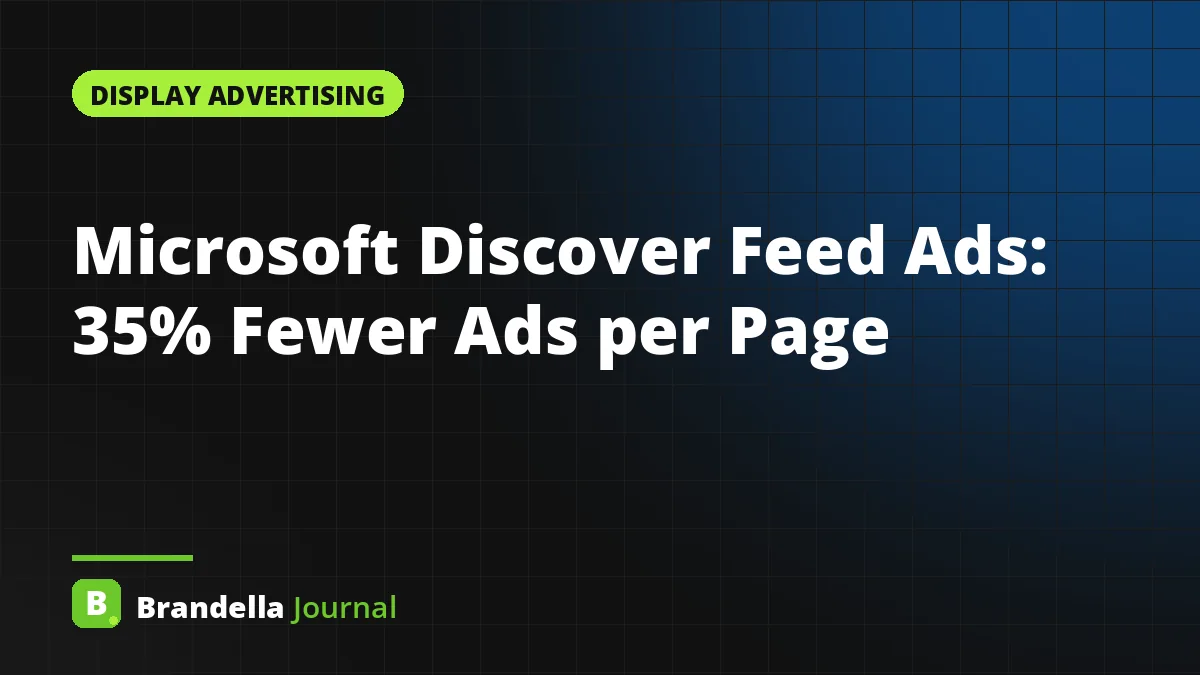 DISPLAY ADVERTISING
Microsoft Discover Feed Ads:
35% Fewer Ads per Page
B
Brandella Journal